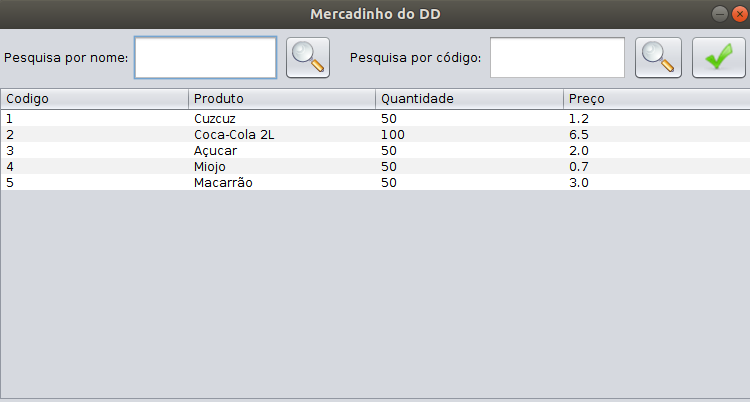 Mercadinho do DD
Pesquisa por nome: Pesquisa por código:
Codigo Produto Quantidade Preço
1 Cuzcuz 50 1.2
2 Coca-Cola 2L 100 6.5
3 Açucar 50 2.0
4 Miojo 50 0.7
5 Macarrão 50 3.0